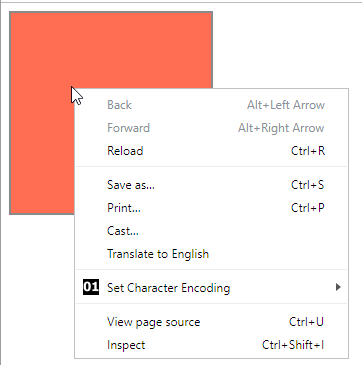 Back Alt+Left Arrow
Forward Alt+Right Arrow
Reload Ctrl+R
Save as... Ctrl+S
Print... Ctrl+P
Cast...
Translate to English
01 Set Character Encoding
View page source Ctrl+U
Inspect Ctrl+Shift+I